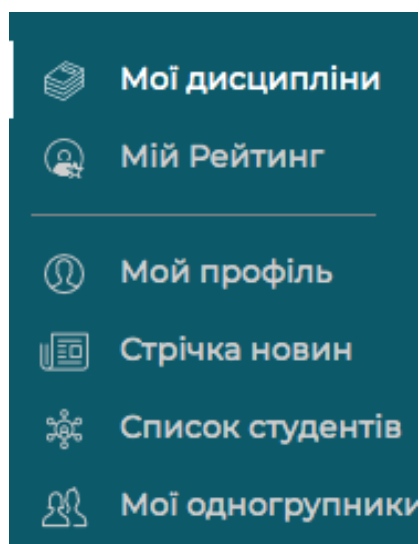 Мої дисципліни
Мій Рейтинг
Мой профіль
Стрічка новин
Список студентів
Мої одногрупники